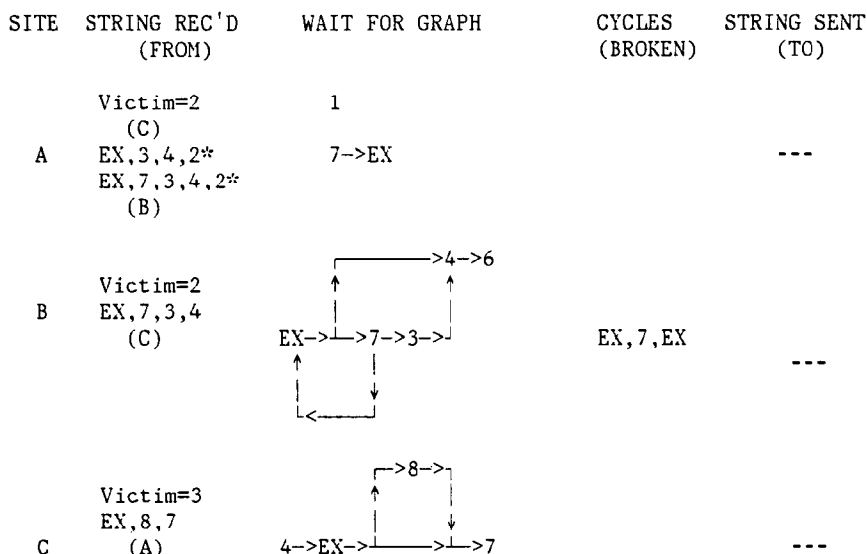 SITE STRING REC'D WAIT FOR GRAPH CYCLES STRING SENT
(FROM) (BROKEN) (TO)
Victim=2 1
(C)
A EX,3,4,2* 7->EX ---
EX,7,3,4,2*
(B)
>4->6
Victim=2
B EX,7,3,4
(C) EX->7->3-> EX,7,EX
---
->8->
Victim=3
EX,8,7
C (A) 4->EX-> >7 ---